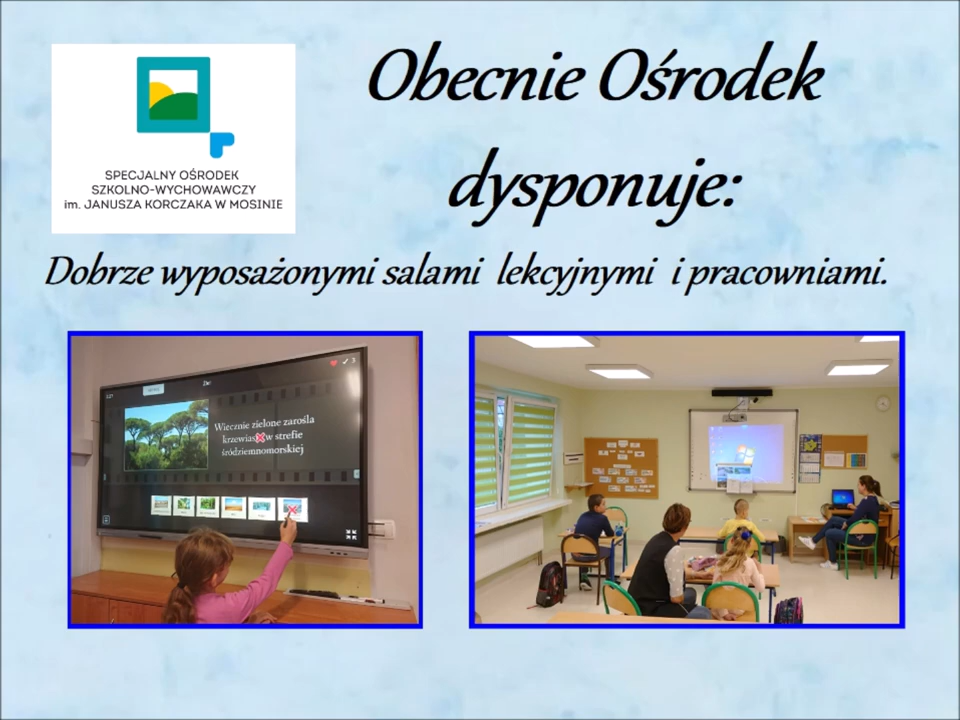 SPECJALNY OŚRODEK
SZKOLNO-WYCHOWAWCZY
im. JANUSZA KORCZAKA W MOSINIE
Obecnie Ośrodek
dysponuje:
Dobrze wyposażonymi salami lekcyjnymi i pracowniami.
Wiecznie zielone zarośla
w strefie
śródziemnomorskiej
3